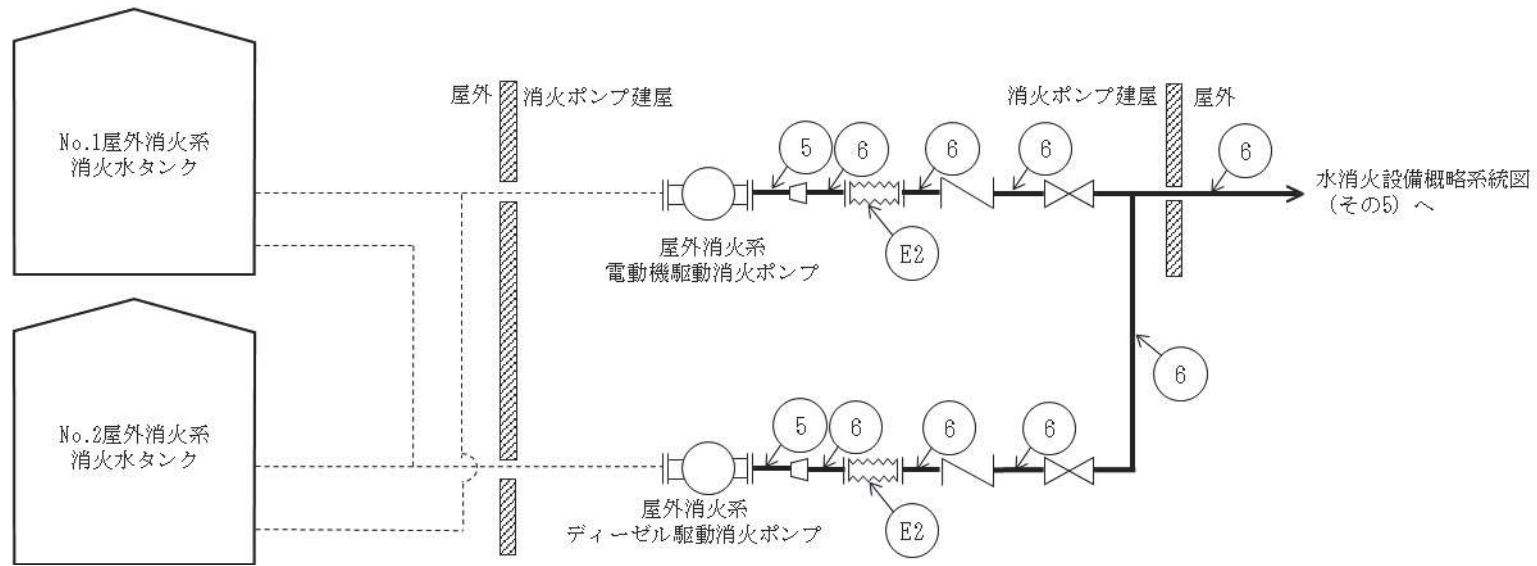 No.1屋外消火系
消火水タンク
屋外
消火ポンプ建屋
消火ポンプ建屋
屋外
5
6
6
6
6
水消火設備概略系統図
(その5) へ
屋外消火系
電動機駆動消火ポンプ
E2
6
No.2屋外消火系
消火水タンク
5
6
6
6
屋外消火系
ディーゼル駆動消火ポンプ
E2